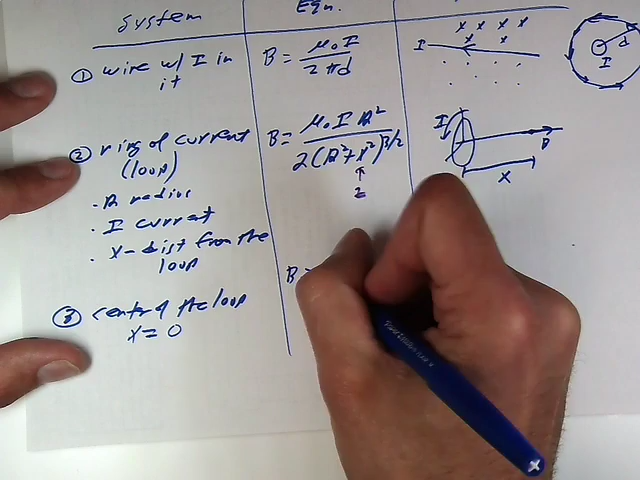 System
Eqn.
① wire w/ I in it
B = μ₀I / 2πd
I
x x x x
x x
I
d
② ring of current (loop)
• R radius
• I current
• X-dist from the loop
B = μ₀IR² / 2(R²+x²)^3/2
↑
2
I
X
③ center of the loop
x = 0
B =